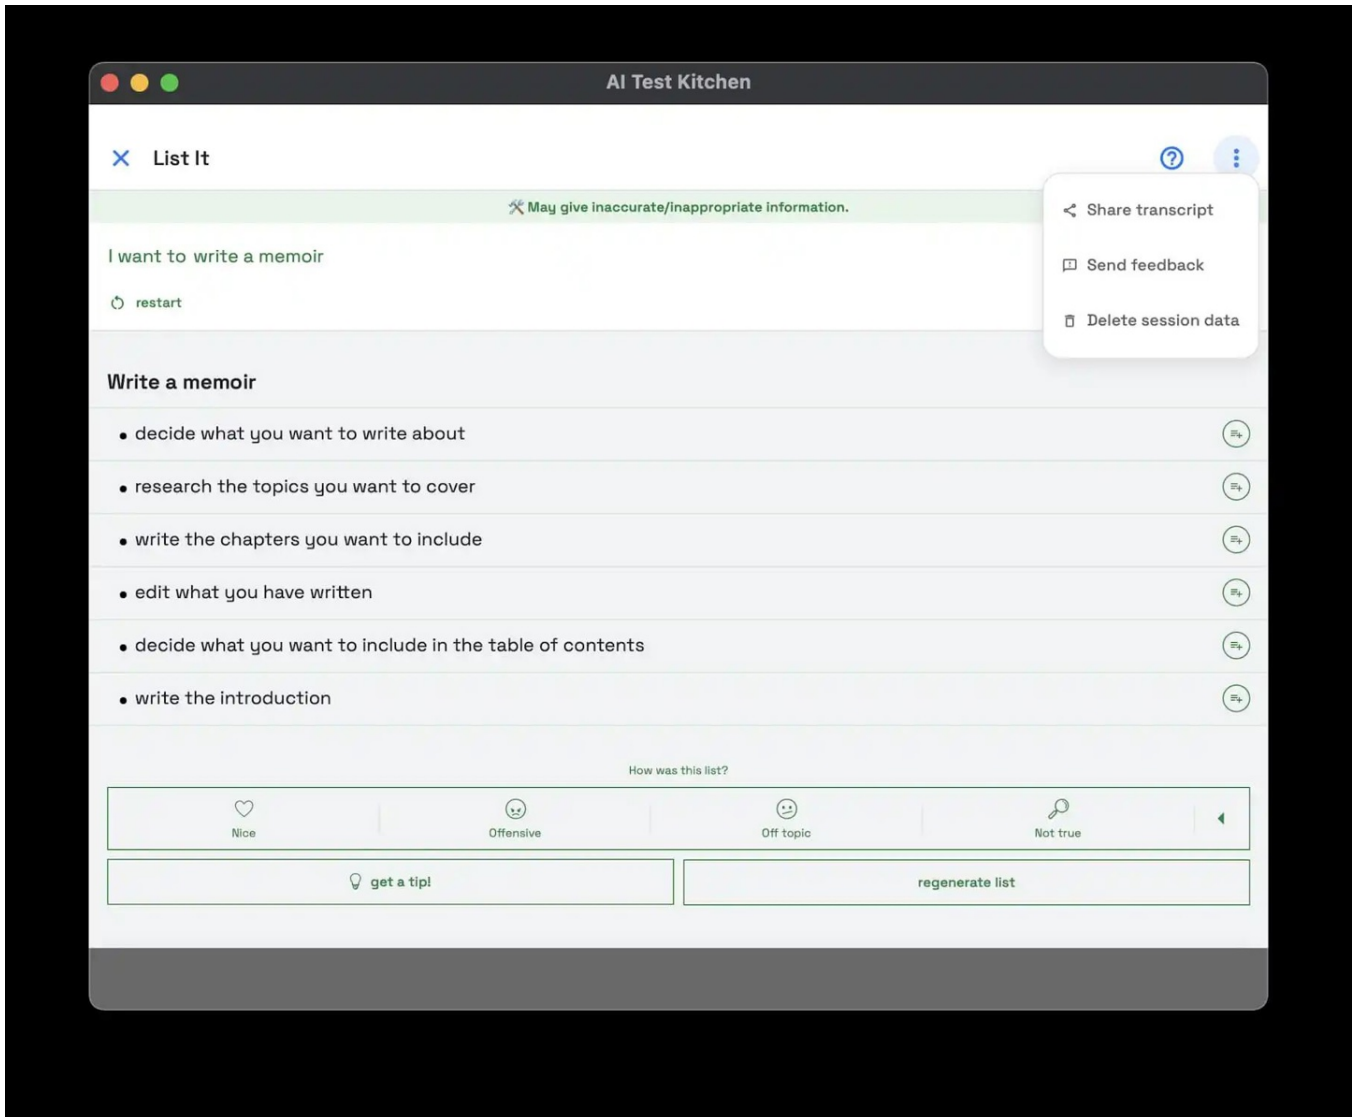 AI Test Kitchen
List It
🛠 May give inaccurate/inappropriate information.
Share transcript
Send feedback
Delete session data
I want to write a memoir
restart
Write a memoir
• decide what you want to write about
• research the topics you want to cover
• write the chapters you want to include
• edit what you have written
• decide what you want to include in the table of contents
• write the introduction
How was this list?
Nice
Offensive
Off topic
Not true
get a tip!
regenerate list